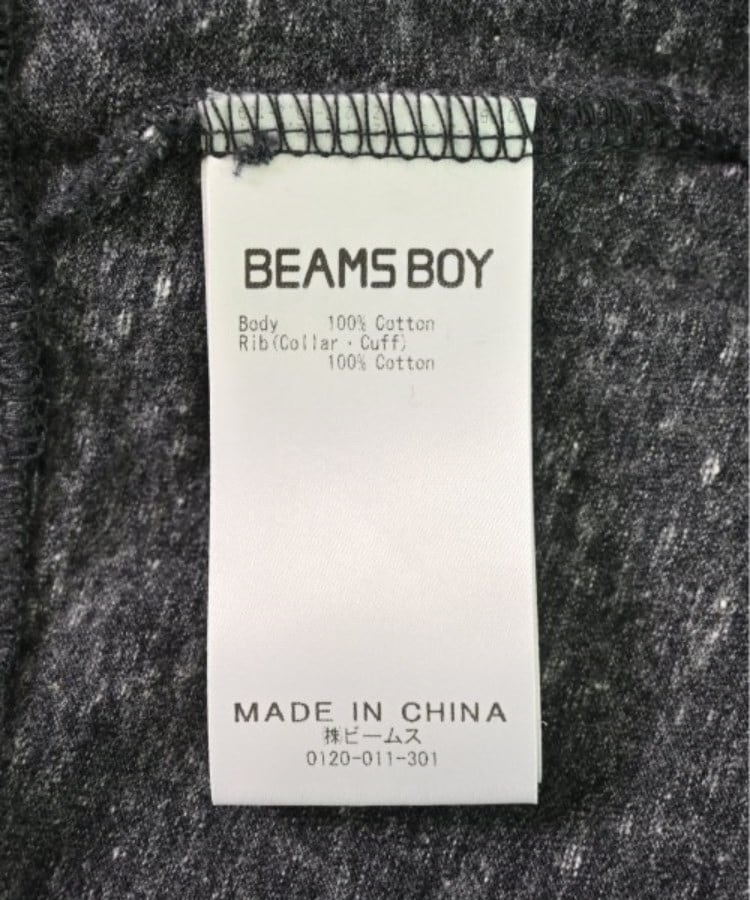 BEAMS BOY
Body 100% Cotton
Rib(Collar・Cuff)
100% Cotton
MADE IN CHINA
㈱ビームス
0120-011-301